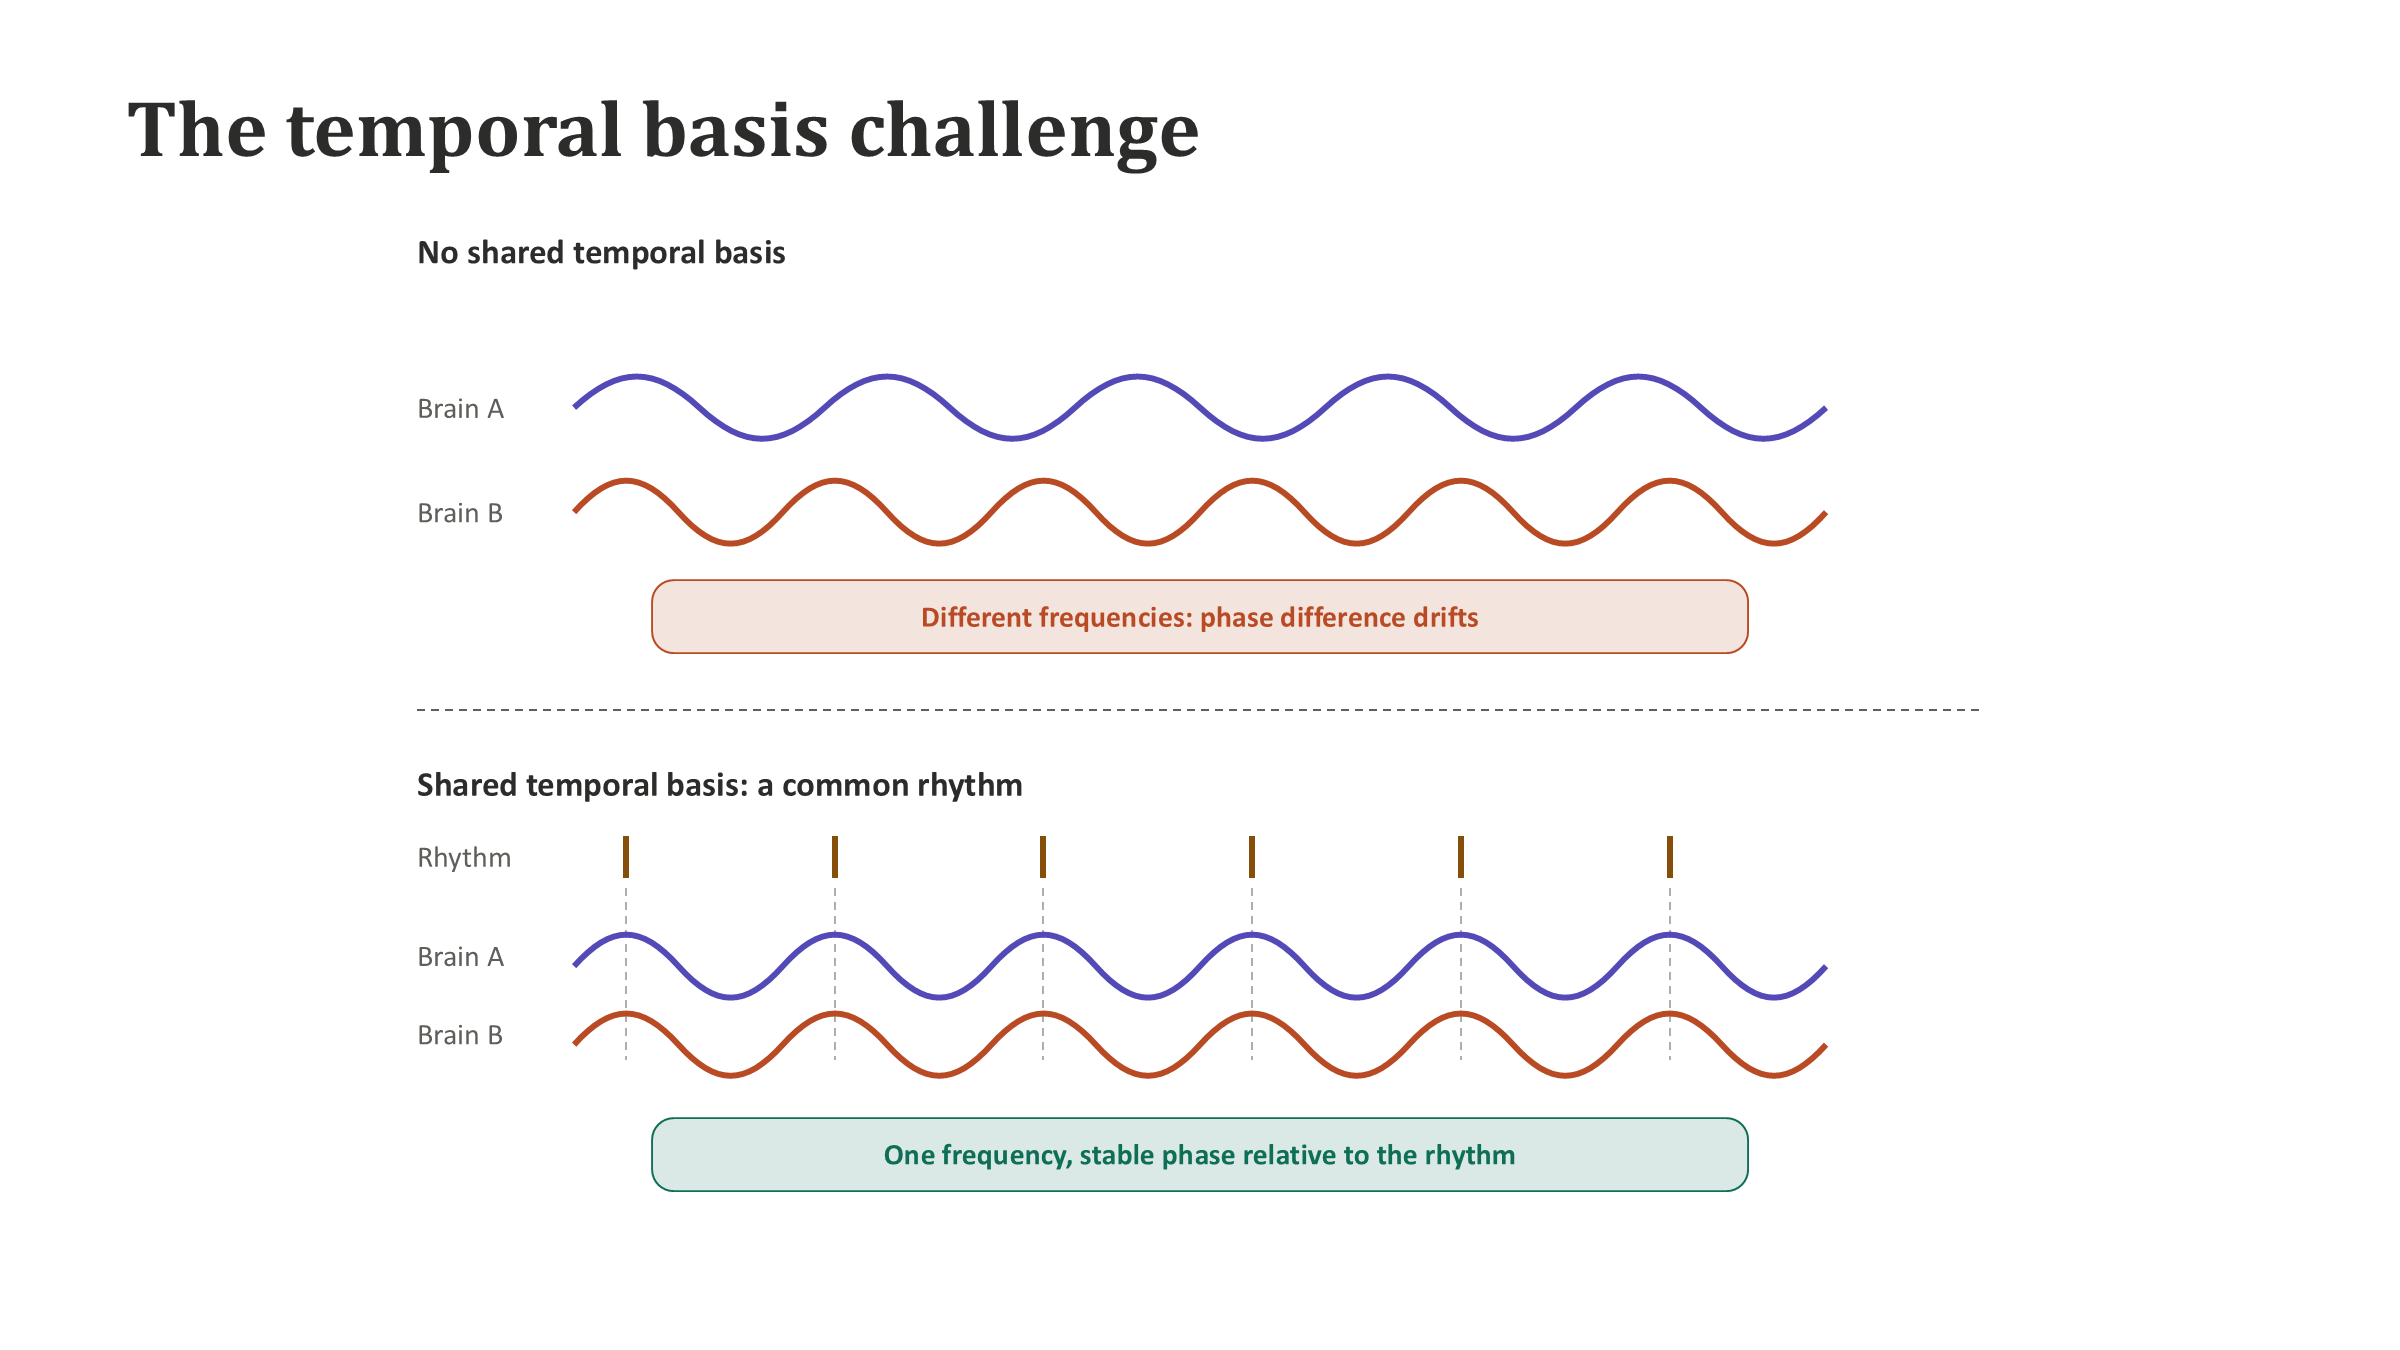 The temporal basis challenge
No shared temporal basis
Brain A
Brain B
Different frequencies: phase difference drifts
Shared temporal basis: a common rhythm
Rhythm
Brain A
Brain B
One frequency, stable phase relative to the rhythm